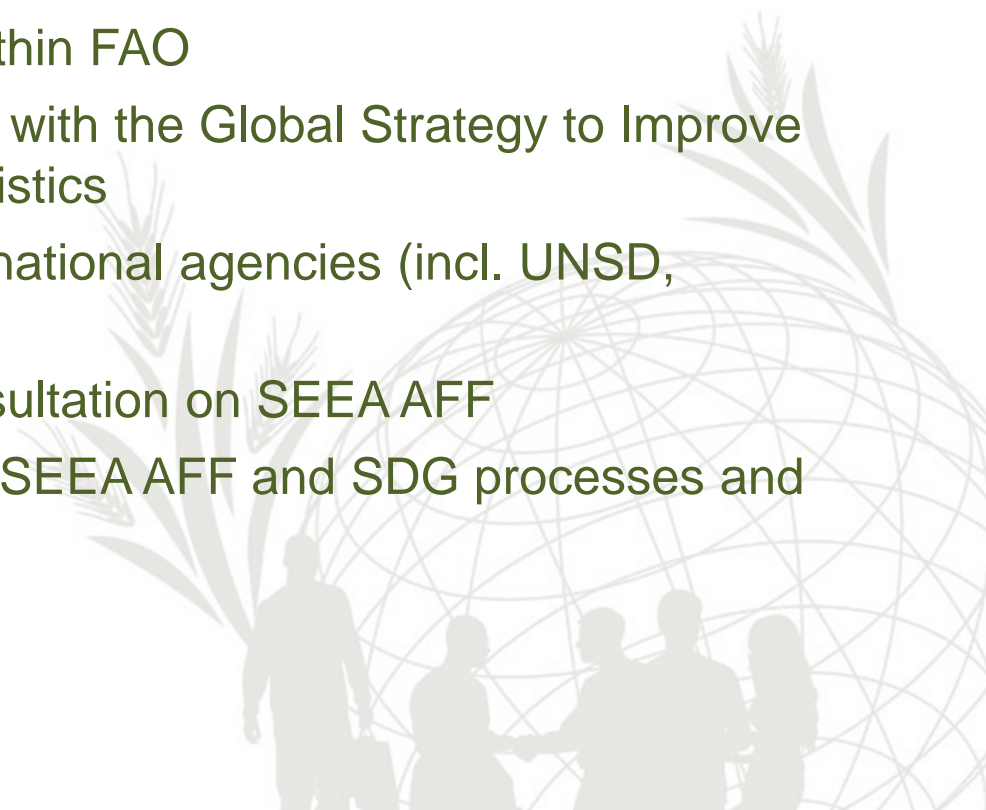 thin FAO
with the Global Strategy to Improve
istics
national agencies (incl. UNSD,
sultation on SEEA AFF
SEEA AFF and SDG processes and